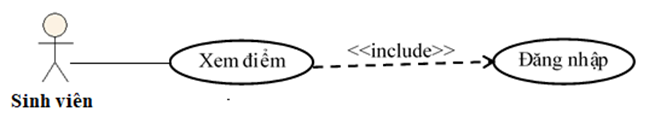 <<include>>
Xem điểm
Đăng nhập
Sinh viên